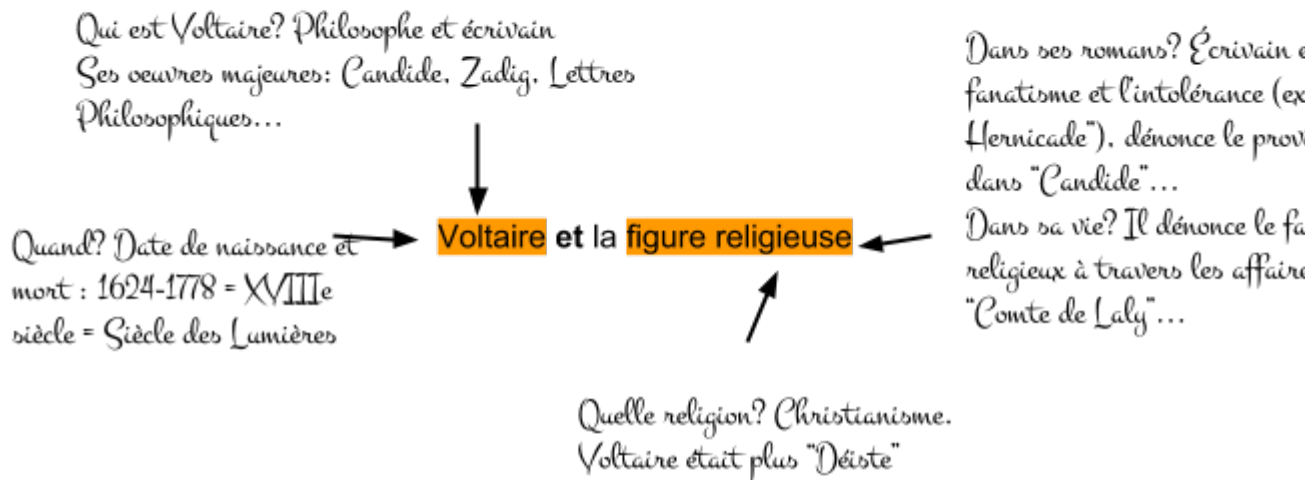 Qui est Voltaire? Philosophe et écrivain
Ses oeuvres majeures: Candide, Zadig, Lettres
Philosophiques...
Dans ses romans? Écrivain
fanatisme et l'intolérance (ex
Hernicade"), dénonce le
dans "Candide"...
Dans sa vie? Il dénonce le
religieux à travers les
"Comte de Laly"...
Voltaire et la figure religieuse
Quand? Date de naissance et
mort : 1624-1778 = XVIIIe
siècle = Siècle des Lumières
Quelle religion? Christianisme.
Voltaire était plus "Déiste"